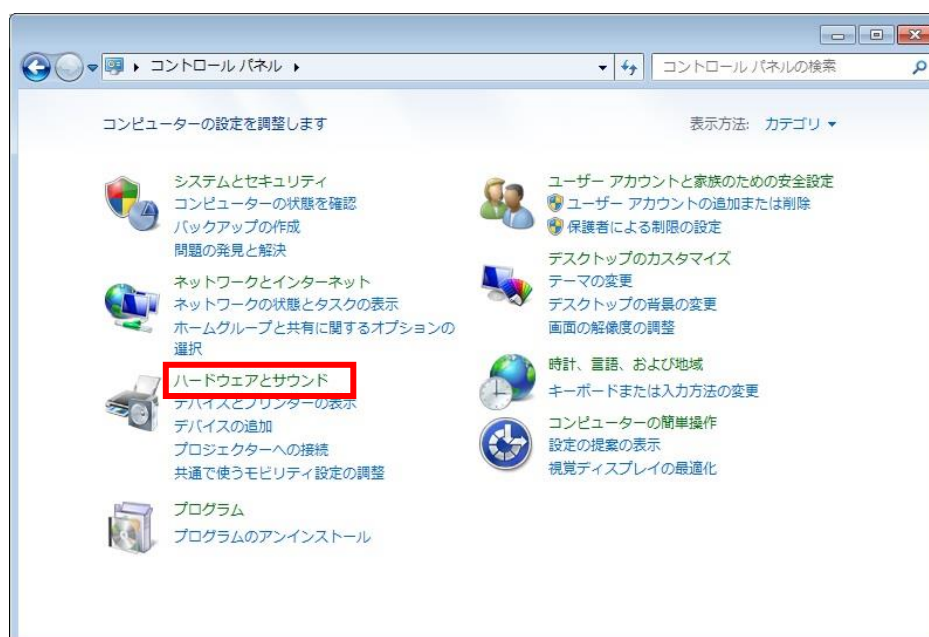 コントロール パネル
コントロール パネルの検索
コンピューターの設定を調整します
表示方法: カテゴリ
システムとセキュリティ
コンピューターの状態を確認
バックアップの作成
問題の発見と解決
ネットワークとインターネット
ネットワークの状態とタスクの表示
ホームグループと共有に関するオプションの
選択
ハードウェアとサウンド
デバイスとプリンターの表示
デバイスの追加
プロジェクターへの接続
共通で使うモビリティ設定の調整
プログラム
プログラムのアンインストール
ユーザー アカウントと家族のための安全設定
ユーザー アカウントの追加または削除
保護者による制限の設定
デスクトップのカスタマイズ
テーマの変更
デスクトップの背景の変更
画面の解像度の調整
時計、言語、および地域
キーボードまたは入力方法の変更
コンピューターの簡単操作
設定の提案の表示
視覚ディスプレイの最適化